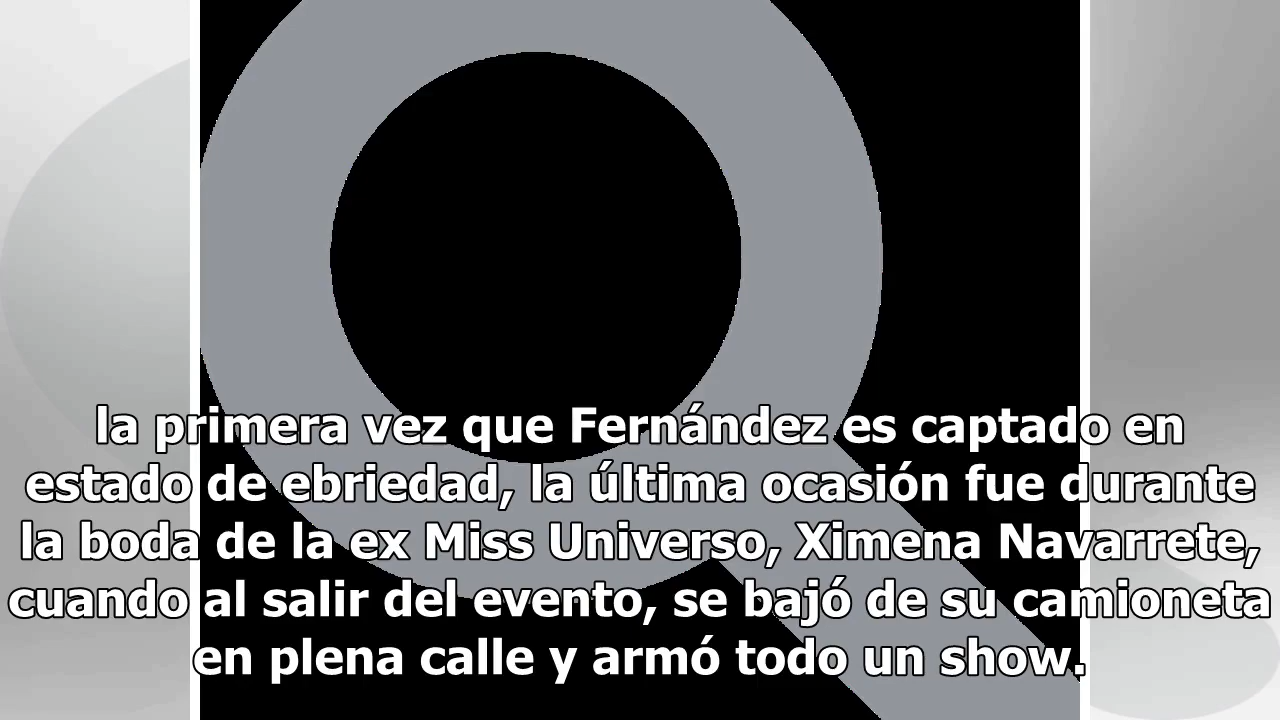 la primera vez que Fernández es captado en
estado de ebriedad, la última ocasión fue durante
la boda de la ex Miss Universo, Ximena Navarrete,
cuando al salir del evento, se bajó de su camioneta
en plena calle y armó todo un show.